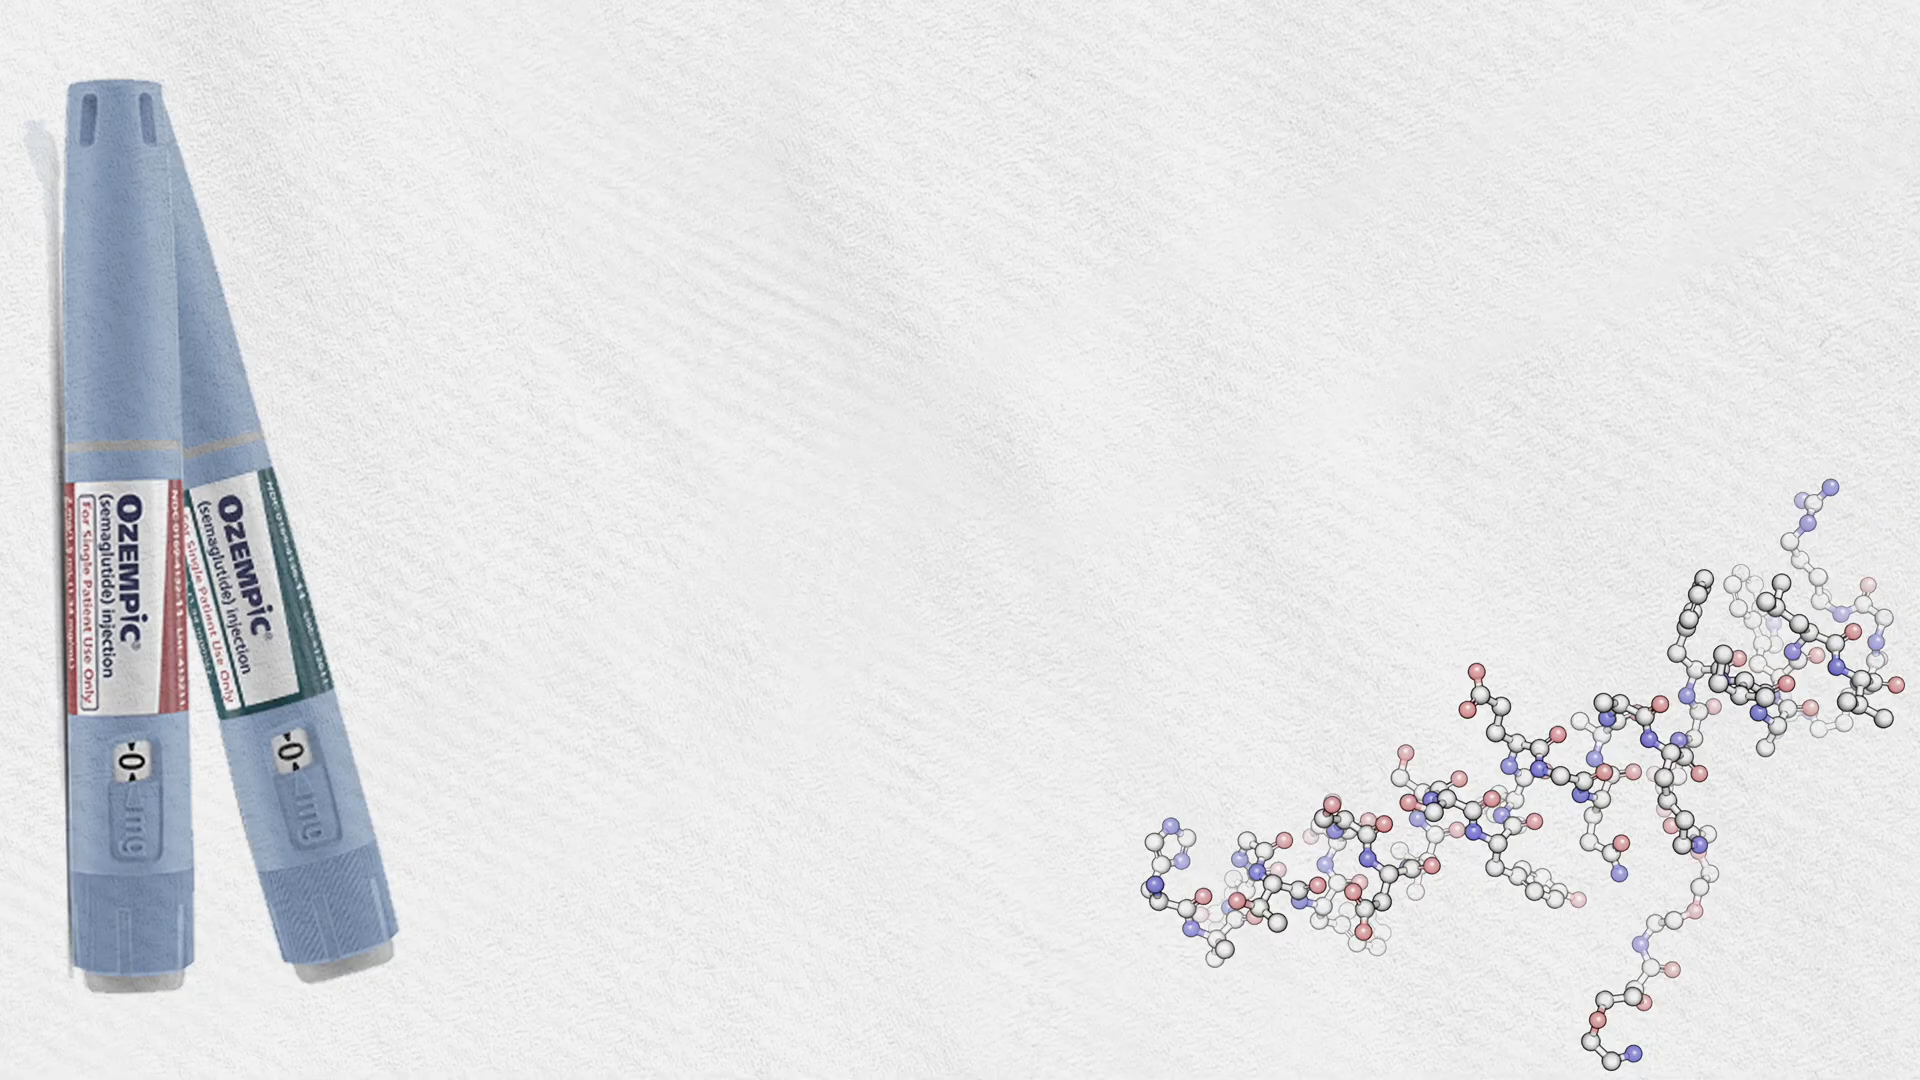 OZEMPIC®
(semaglutide) injection
For Single Patient Use Only
0
mg
OZEMPIC®
(semaglutide) injection
For Single Patient Use Only
0
mg